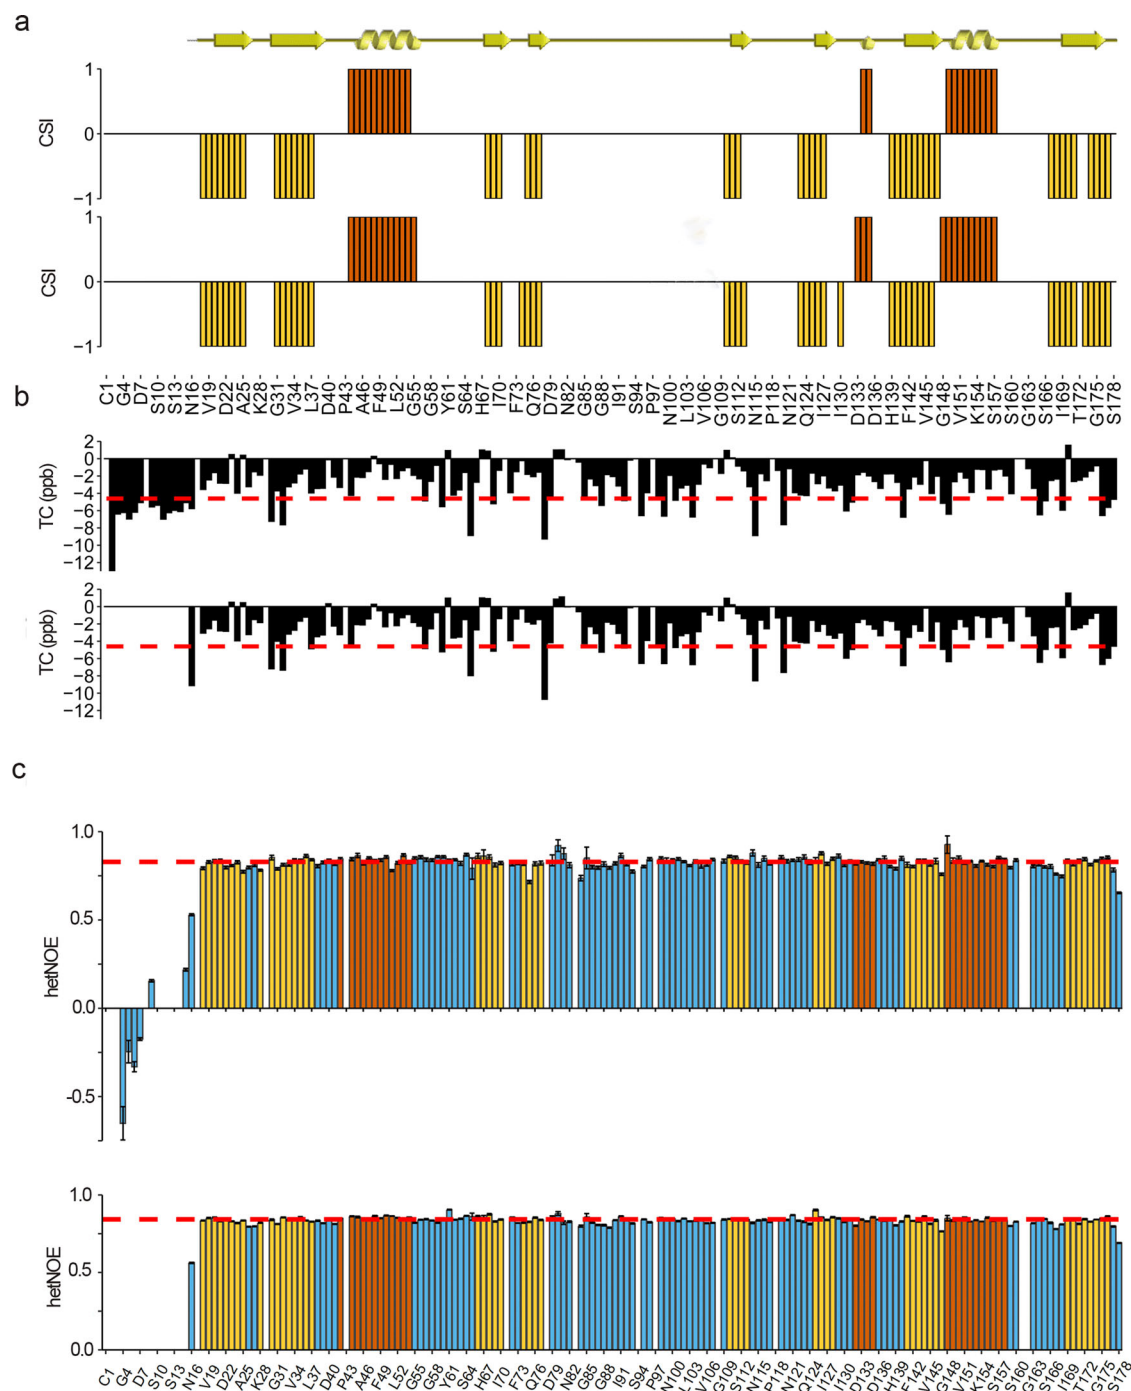 a
1
CSI
0
−1
1
CSI
0
−1
C1 G4 D7 S10 S13 N16 V19 D22 A25 K28 G31 V34 L37 D40 P43 A46 F49 L52 G55 G58 Y61 S64 H67 I70 F73 Q76 D79 N82 G85 G88 I91 S94 P97 N100 L103 V106 G109 S112 N115 P118 N121 Q124 I127 I130 D133 D136 H139 F142 V145 G148 V151 K154 S157 S160 G163 S166 I169 T172 G175 S178
b
2
0
−2
−4
−6
−8
−10
−12
TC (ppb)
2
0
−2
−4
−6
−8
−10
−12
TC (ppb)
c
1.0
0.5
0.0
-0.5
hetNOE
1.0
0.5
0.0
hetNOE
C1 G4 D7 S10 S13 N16 V19 D22 A25 K28 G31 V34 L37 D40 P43 A46 F49 L52 G55 G58 Y61 S64 H67 I70 F73 Q76 D79 N82 G85 G88 I91 S94 P97 N100 L103 V106 G109 S112 N115 P118 N121 Q124 I127 I130 D133 D136 H139 F142 V145 G148 V151 K154 S157 S160 G163 S166 I169 T172 G175 S178